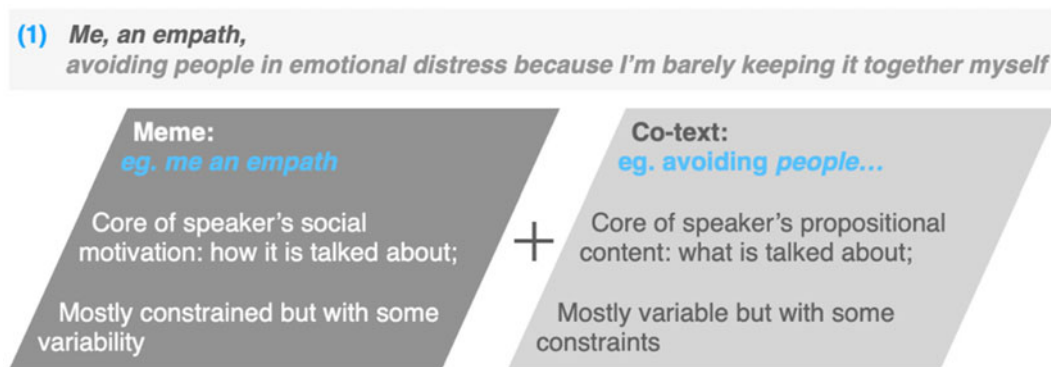 (1) Me, an empath,
avoiding people in emotional distress because I'm barely keeping it together myself
Meme:
eg. me an empath
Core of speaker's social
motivation: how it is talked about;
Mostly constrained but with some
variability
+
Co-text:
eg. avoiding people…
Core of speaker's propositional
content: what is talked about;
Mostly variable but with some
constraints